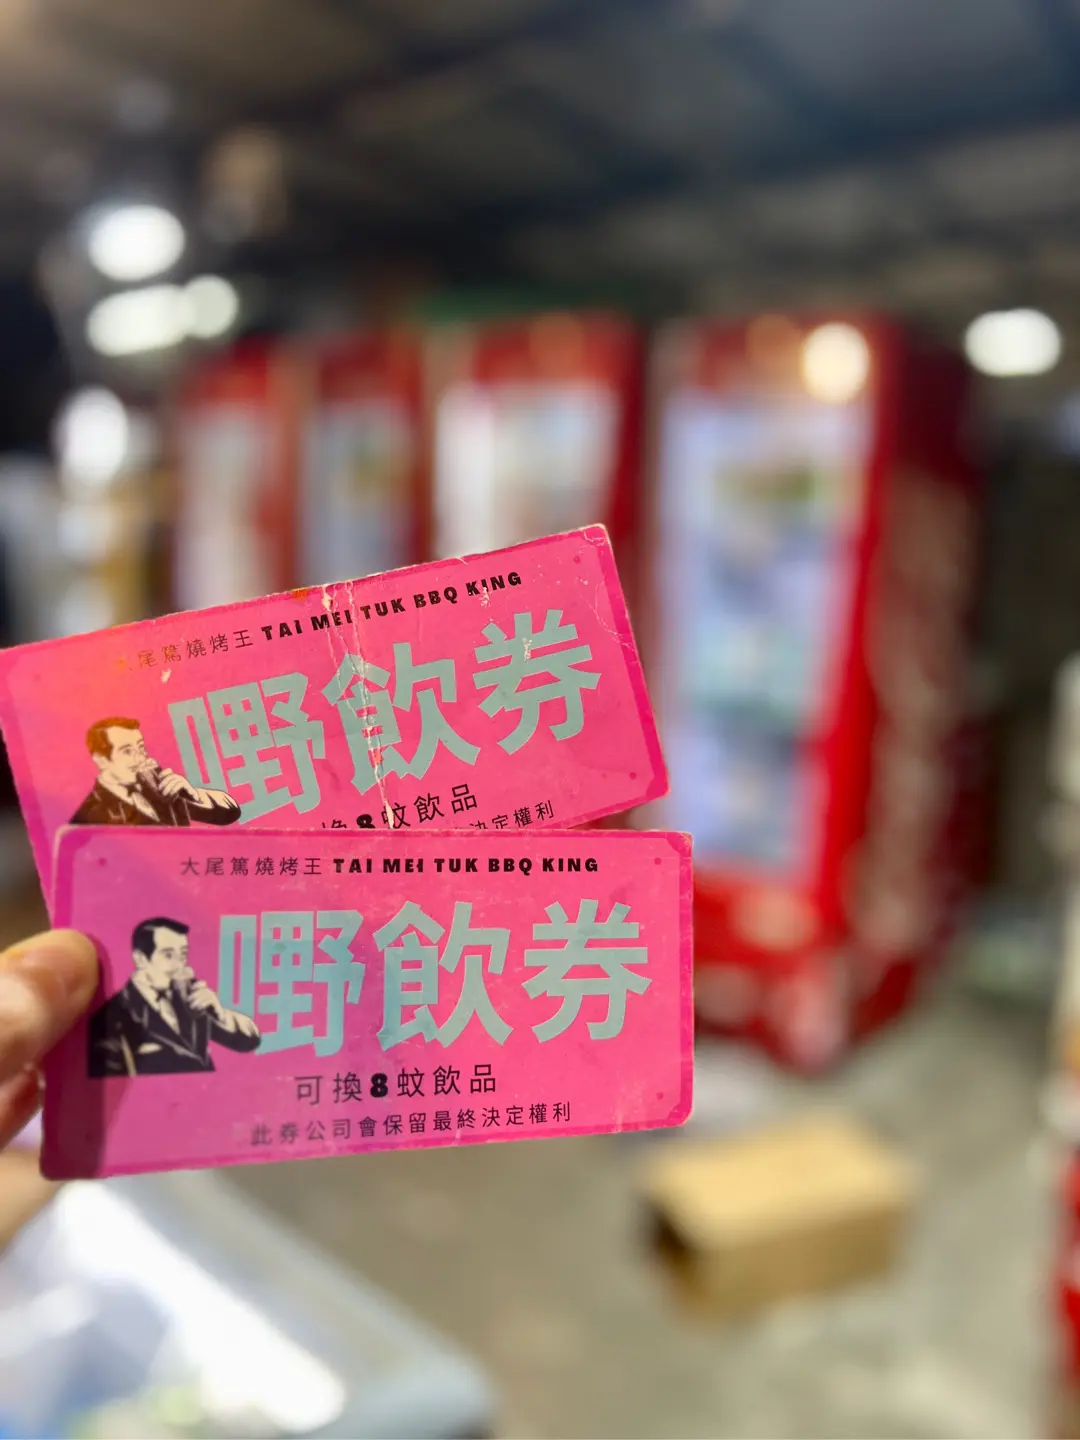 大尾篤燒烤王 TAI MEI TUK BBQ KING
嘢飲券
換8蚊飲品
決定權利
大尾篤燒烤王 TAI MEI TUK BBQ KING
嘢飲券
可換8蚊飲品
此券公司會保留最終決定權利